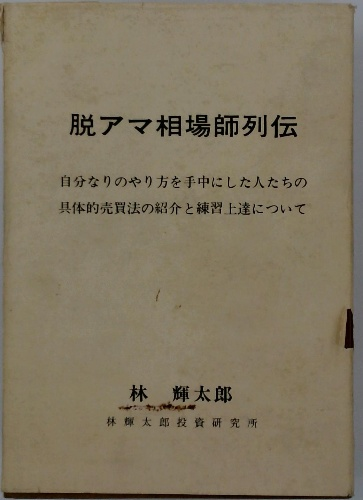 脱アマ相場師列伝
自分なりのやり方を手中にした人たちの
具体的売買法の紹介と練習上達について
林 輝太郎
林輝太郎投資研究所